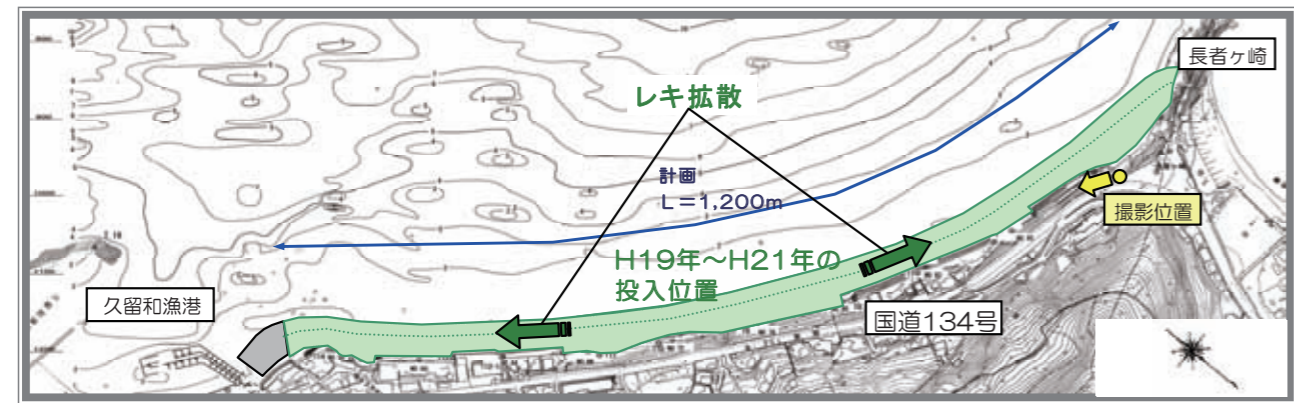 長者ヶ崎
レキ拡散
計画
L=1,200m
撮影位置
H19年～H21年の
投入位置
久留和漁港
国道134号